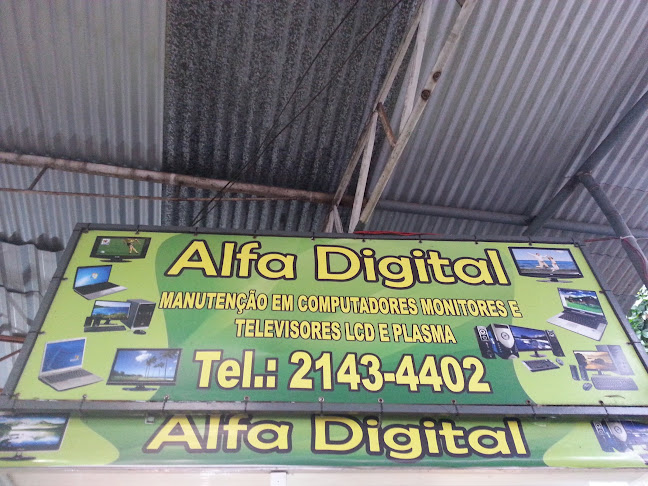 Alfa Digital
MANUTENÇÃO EM COMPUTADORES MONITORES E
TELEVISORES LCD E PLASMA
Tel.: 2143-4402
Alfa Digital